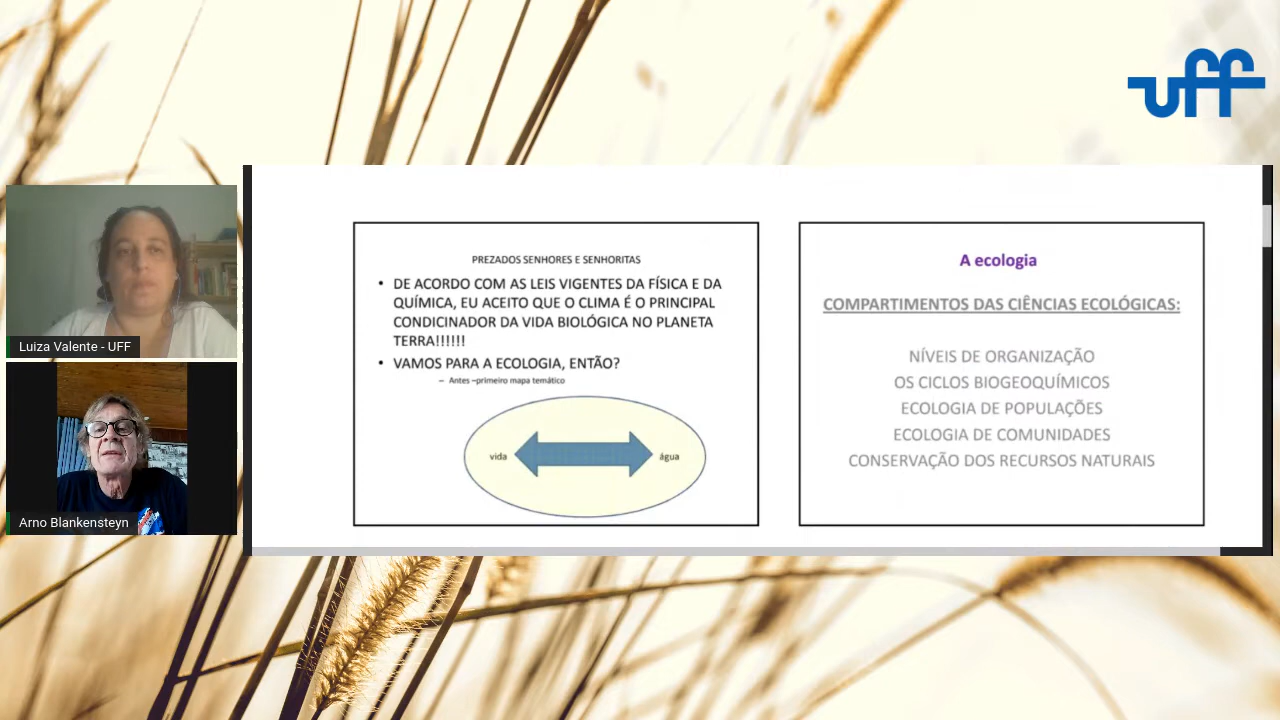 uff
PREZADOS SENHORES E SENHORITAS
• DE ACORDO COM AS LEIS VIGENTES DA FÍSICA E DA
QUÍMICA, EU ACEITO QUE O CLIMA É O PRINCIPAL
CONDICINADOR DA VIDA BIOLÓGICA NO PLANETA
TERRA!!!!!!
• VAMOS PARA A ECOLOGIA, ENTÃO?
– Antes –primeiro mapa temático
vida
água
A ecologia
COMPARTIMENTOS DAS CIÊNCIAS ECOLÓGICAS:
NÍVEIS DE ORGANIZAÇÃO
OS CICLOS BIOGEOQUÍMICOS
ECOLOGIA DE POPULAÇÕES
ECOLOGIA DE COMUNIDADES
CONSERVAÇÃO DOS RECURSOS NATURAIS
Luiza Valente - UFF
Arno Blankensteyn